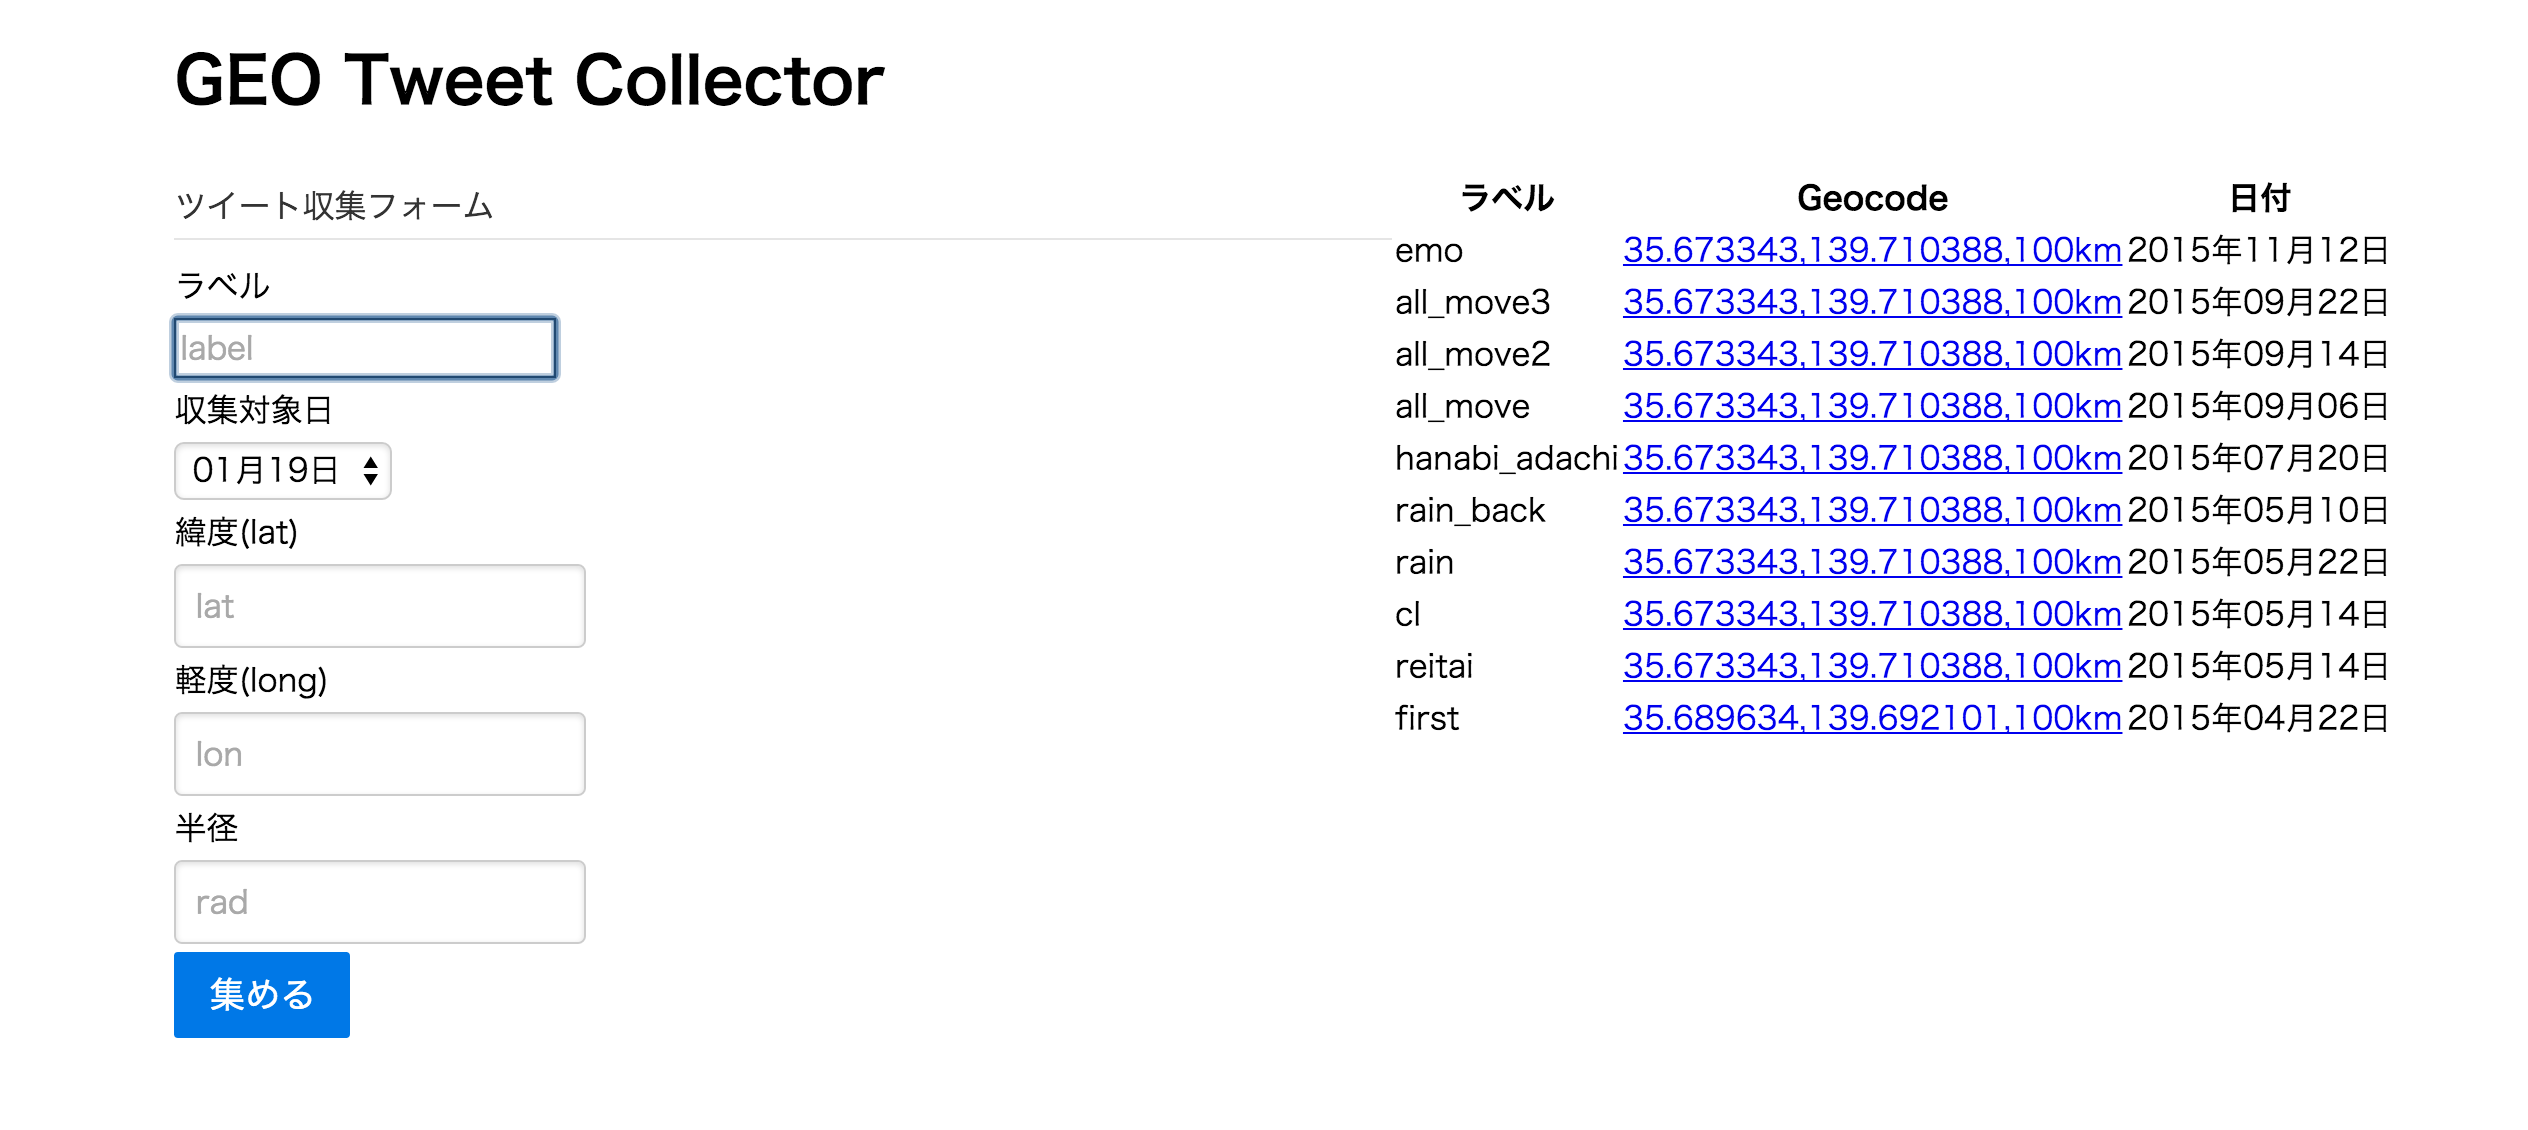 GEO Tweet Collector
ツイート収集フォーム
ラベル
label
収集対象日
01月19日
緯度(lat)
lat
軽度(long)
lon
半径
rad
集める
ラベル Geocode 日付
emo 35.673343,139.710388,100km 2015年11月12日
all_move3 35.673343,139.710388,100km 2015年09月22日
all_move2 35.673343,139.710388,100km 2015年09月14日
all_move 35.673343,139.710388,100km 2015年09月06日
hanabi_adachi 35.673343,139.710388,100km 2015年07月20日
rain_back 35.673343,139.710388,100km 2015年05月10日
rain 35.673343,139.710388,100km 2015年05月22日
cl 35.673343,139.710388,100km 2015年05月14日
reitai 35.673343,139.710388,100km 2015年05月14日
first 35.689634,139.692101,100km 2015年04月22日